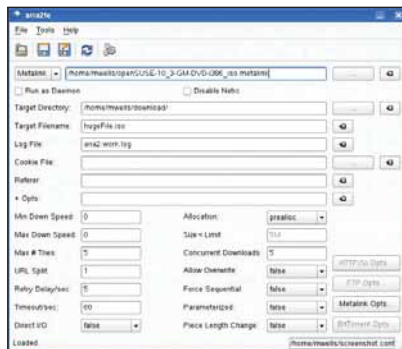 aria2fe
File Tools Help
Metalink /home/mwells/openSUSE-10_3-GM-DVD-i386_iso.metalink ...
Run as Daemon Disable Netrc
Target Directory: /home/mwells/download/ ...
Target Filename: hugeFile.iso
Log File: aria2.work.log
Cookie File: ...
Referer:
+ Opts:
Min Down Speed: 0 Allocation: prealloc
Max Down Speed: 0 Size < Limit
Max # Tries: 5 Concurrent Downloads: 5
URL Split: 1 Allow Overwrite false HTTP/S Opts...
Retry Delay/sec: 5 Force Sequential false FTP Opts...
Timeout/sec: 60 Parameterized: false Metalink Opts...
Direct I/O false Piece Length Change false BitTorrent Opts...
Loaded /home/mwells/screenshot.conf